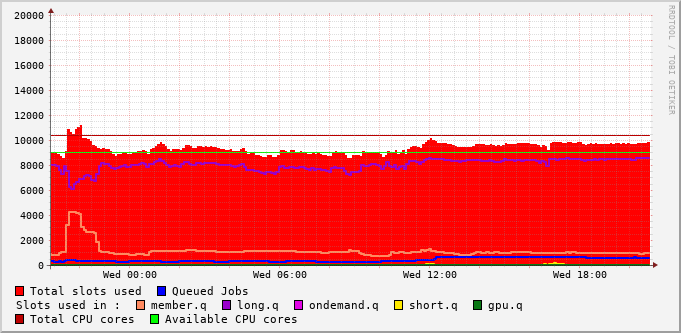 20000
18000
16000
14000
12000
10000
8000
6000
4000
2000
0
Wed 00:00 Wed 06:00 Wed 12:00 Wed 18:00
RRDTOOL / TOBI OETIKER
Total slots used Queued Jobs
Slots used in : member.q long.q ondemand.q short.q gpu.q
Total CPU cores Available CPU cores